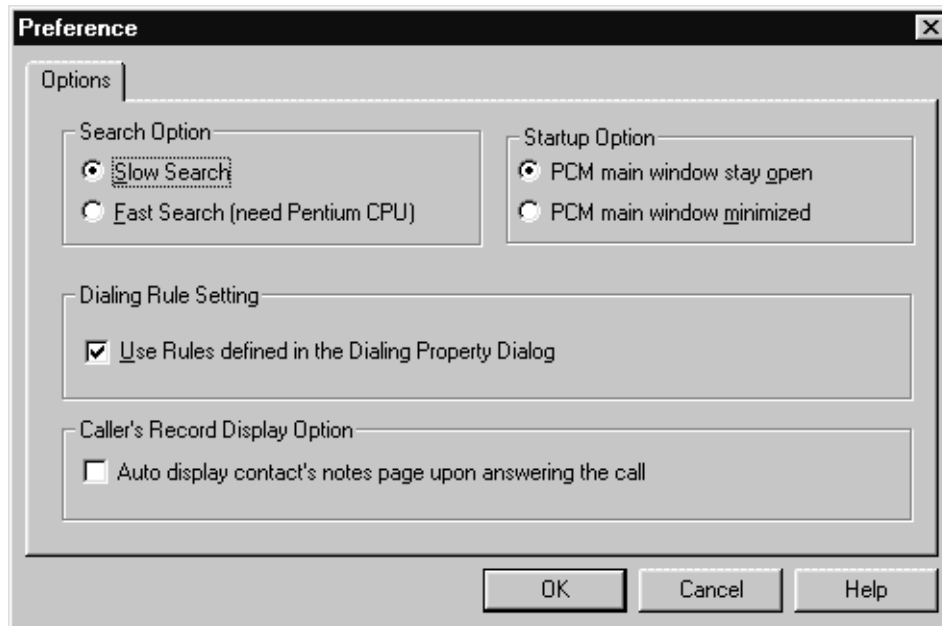 Preference
Options
Search Option
Slow Search
Fast Search (need Pentium CPU)
Startup Option
PCM main window stay open
PCM main window minimized
Dialing Rule Setting
Use Rules defined in the Dialing Property Dialog
Caller's Record Display Option
Auto display contact's notes page upon answering the call
OK
Cancel
Help